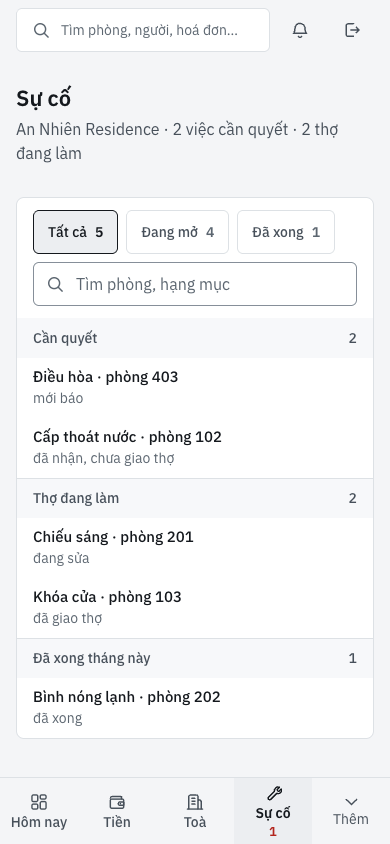 Tìm phòng, người, hoá đơn...
Sự cố
An Nhiên Residence · 2 việc cần quyết · 2 thợ
đang làm
Tất cả 5 Đang mở 4 Đã xong 1
Tìm phòng, hạng mục
Cần quyết 2
Điều hòa · phòng 403
mới báo
Cấp thoát nước · phòng 102
đã nhận, chưa giao thợ
Thợ đang làm 2
Chiếu sáng · phòng 201
đang sửa
Khóa cửa · phòng 103
đã giao thợ
Đã xong tháng này 1
Bình nóng lạnh · phòng 202
đã xong
Hôm nay Tiền Toà Sự cố Thêm
1